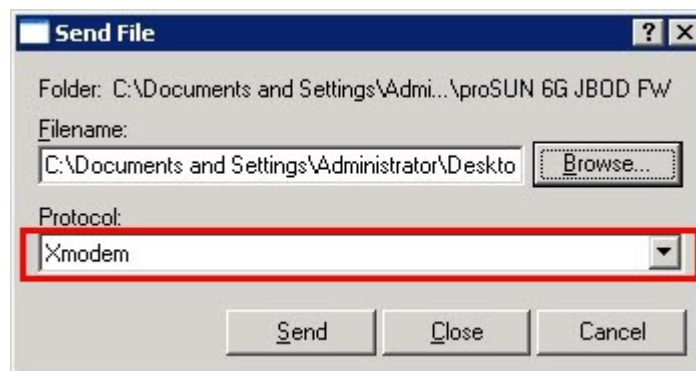 Send File
Folder: C:\Documents and Settings\Admi...\proSUN 6G JBOD FW
Filename:
C:\Documents and Settings\Administrator\Deskto
Browse...
Protocol:
Xmodem
Send Close Cancel